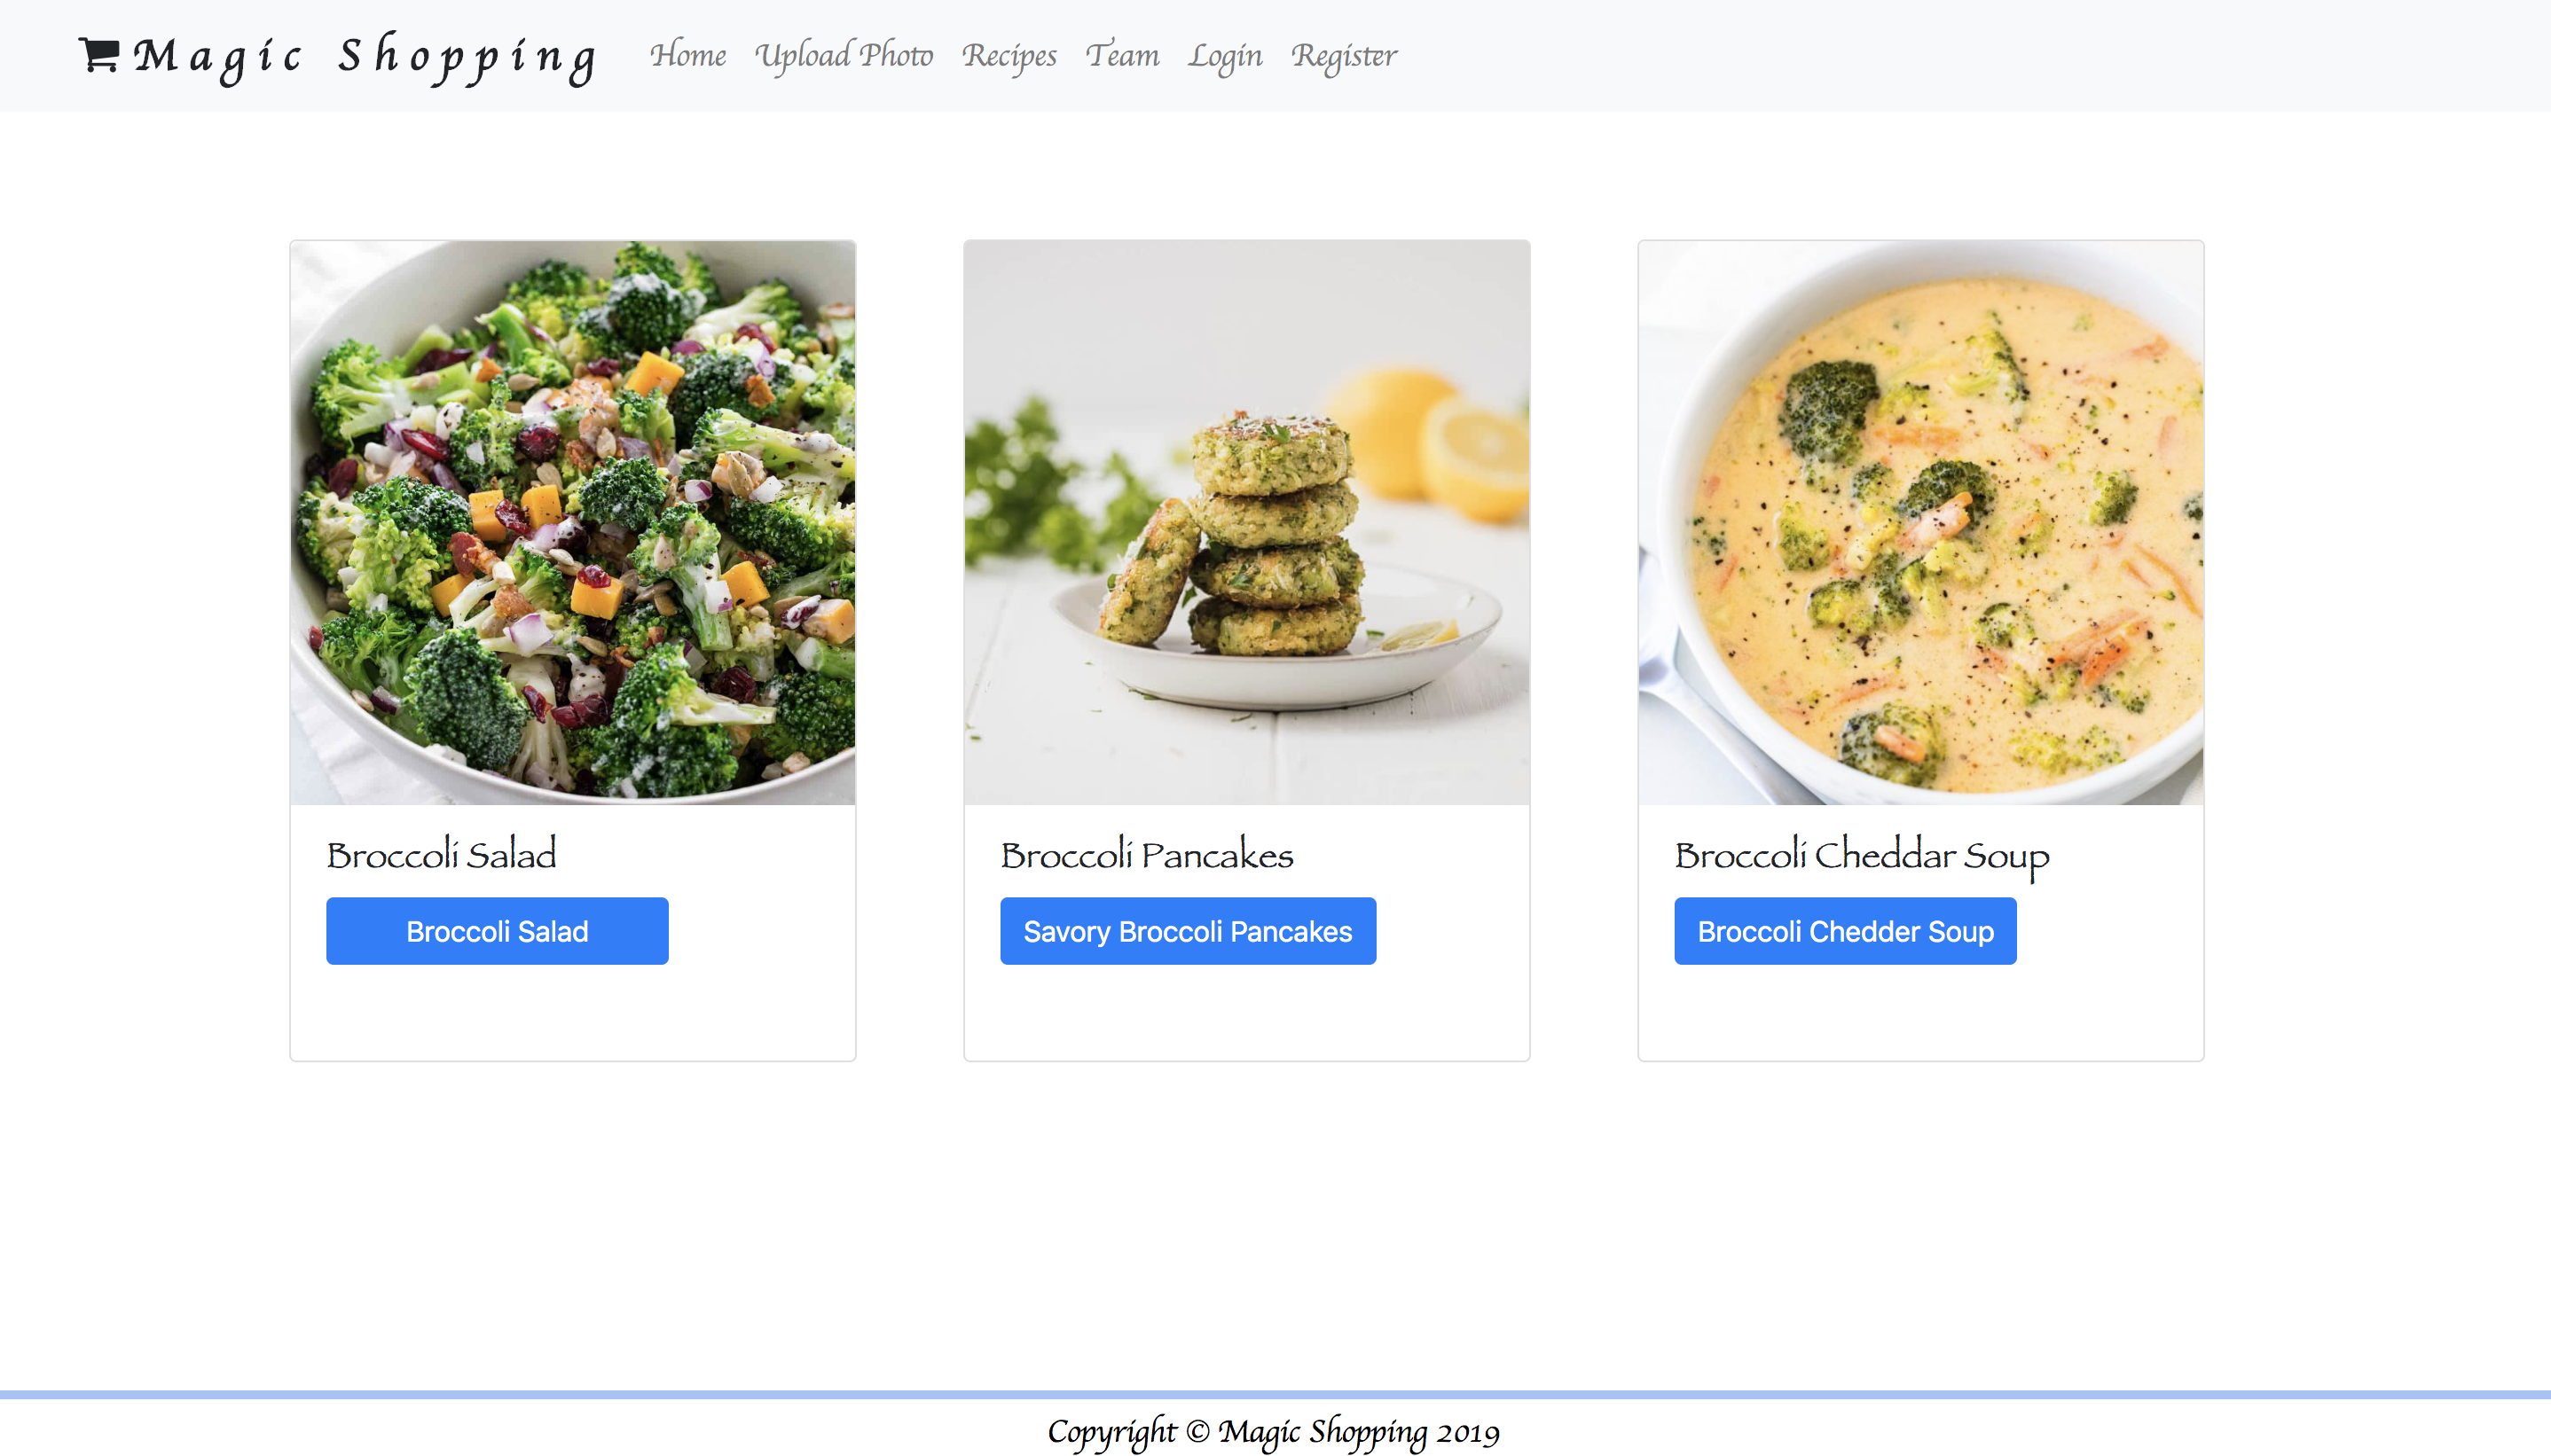 Magic Shopping Home Upload Photo Recipes Team Login Register
Broccoli Salad
Broccoli Salad
Broccoli Pancakes
Savory Broccoli Pancakes
Broccoli Cheddar Soup
Broccoli Chedder Soup
Copyright © Magic Shopping 2019